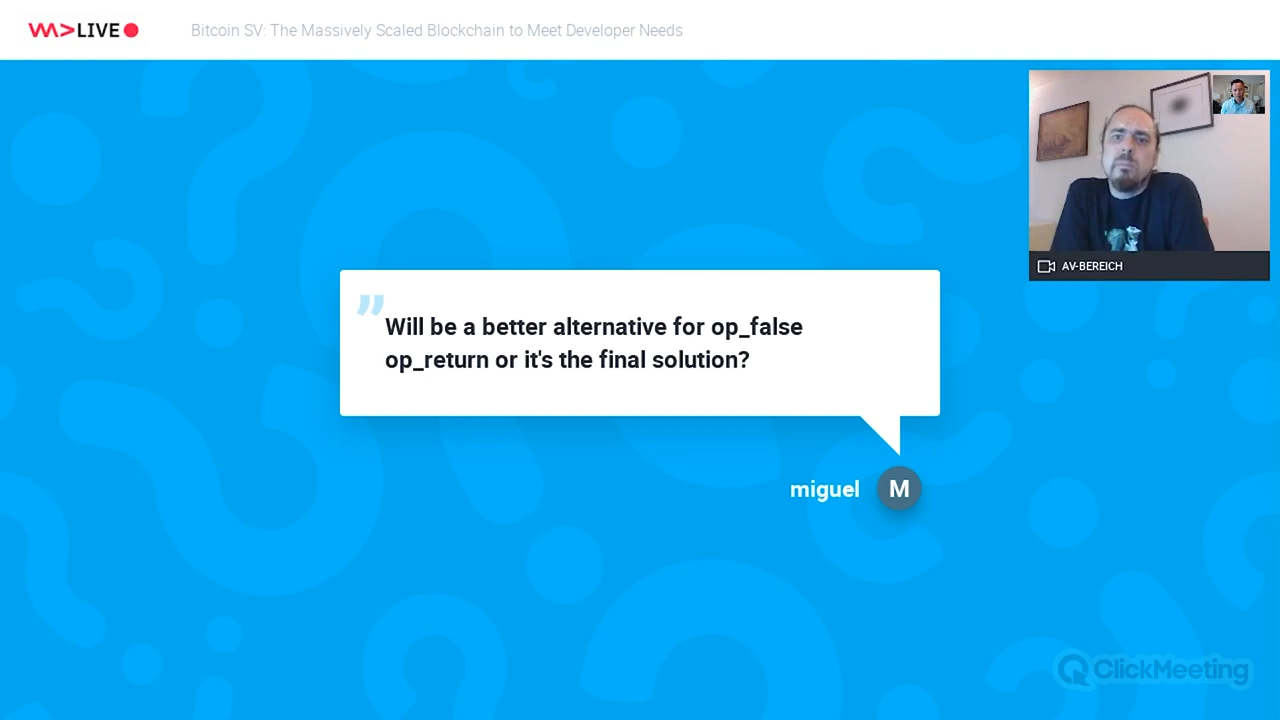 LIVE
Bitcoin SV: The Massively Scaled Blockchain to Meet Developer Needs
AV-BEREICH
" Will be a better alternative for op_false
op_return or it's the final solution?
miguel M
ClickMeeting